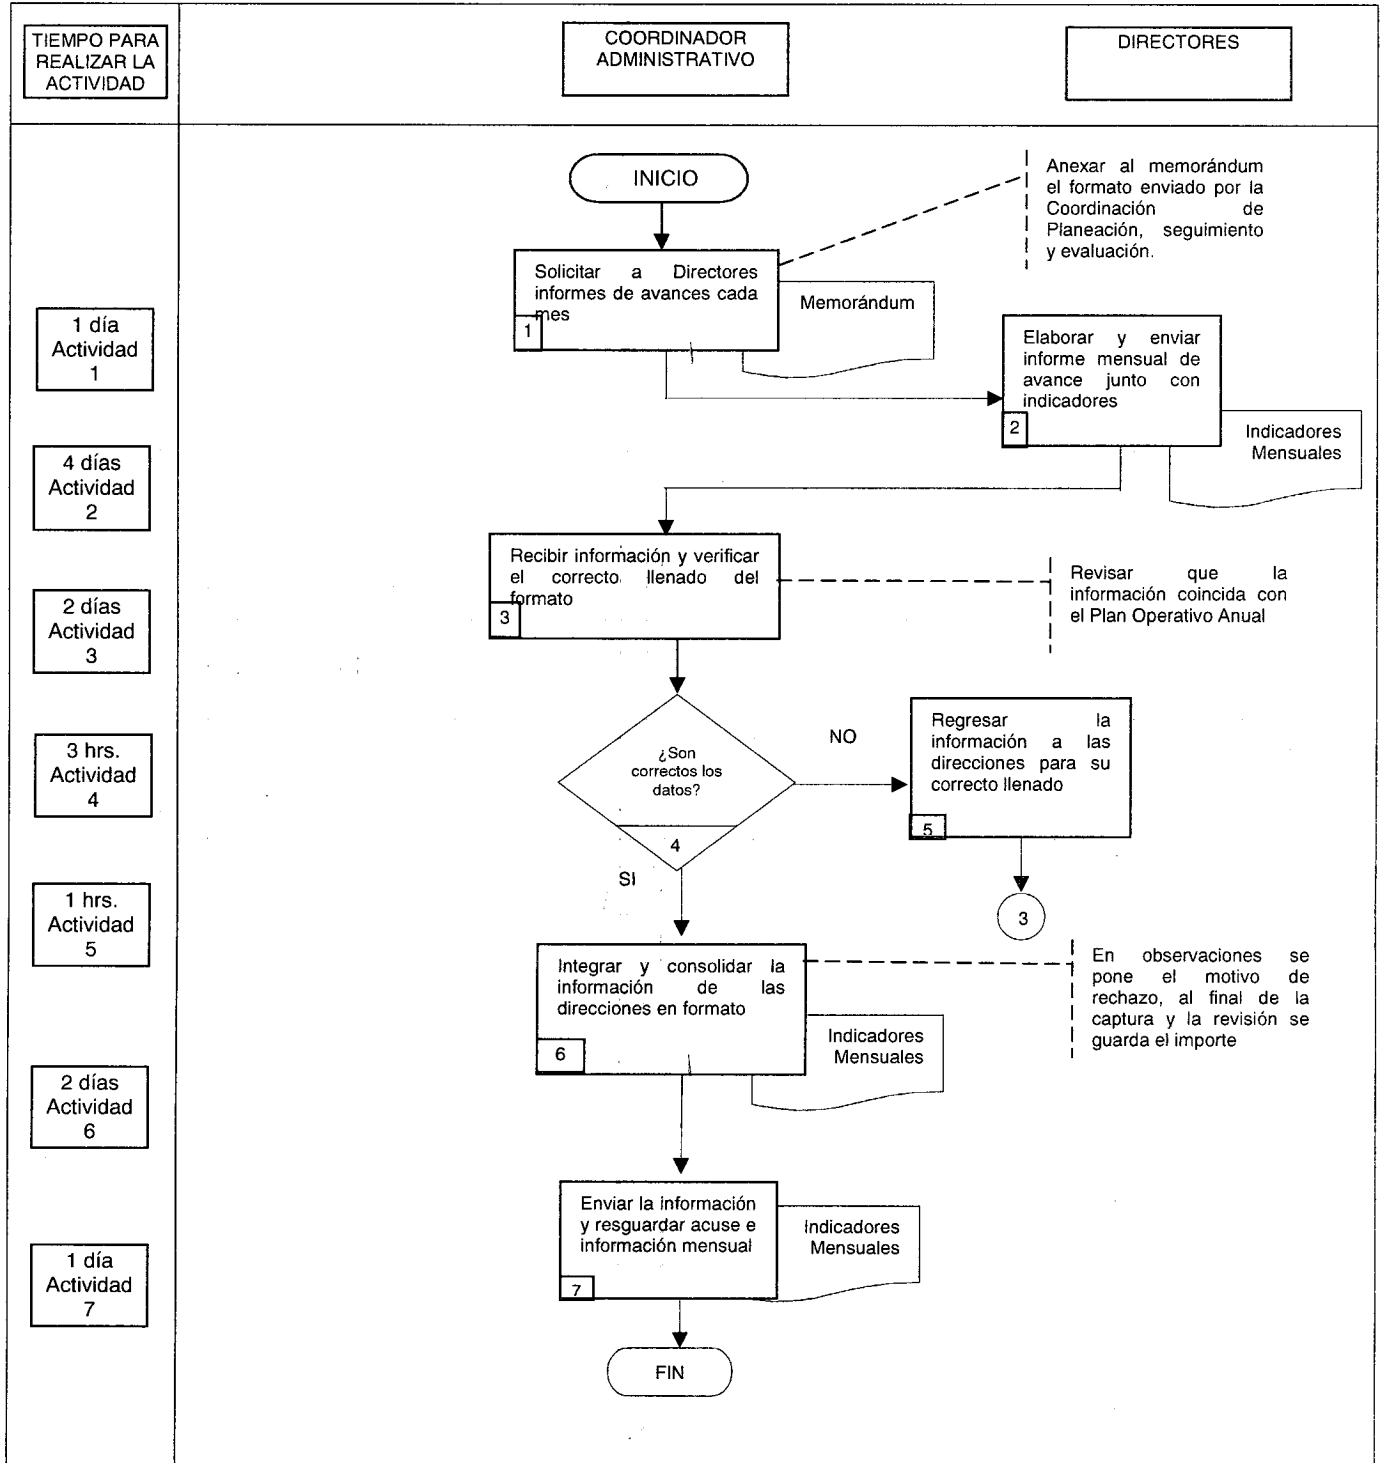 TIEMPO PARA
REALIZAR LA
ACTIVIDAD
COORDINADOR
ADMINISTRATIVO
DIRECTORES
INICIO
Anexar al memorándum
el formato enviado por la
Coordinación de
Planeación, seguimiento
y evaluación.
Solicitar a Directores
informes de avances cada
mes
1
Memorándum
1 día
Actividad
1
Elaborar y enviar
informe mensual de
avance junto con
indicadores
2
Indicadores
Mensuales
4 días
Actividad
2
Recibir información y verificar
el correcto llenado del
formato
3
Revisar que la
información coincida con
el Plan Operativo Anual
2 días
Actividad
3
¿Son
correctos los
datos?
4
NO
SI
Regresar la
información a las
direcciones para su
correcto llenado
5
3
3 hrs.
Actividad
4
1 hrs.
Actividad
5
Integrar y consolidar la
información de las
direcciones en formato
6
Indicadores
Mensuales
En observaciones se
pone el motivo de
rechazo, al final de la
captura y la revisión se
guarda el importe
2 días
Actividad
6
Enviar la información
y resguardar acuse e
información mensual
7
Indicadores
Mensuales
1 día
Actividad
7
FIN